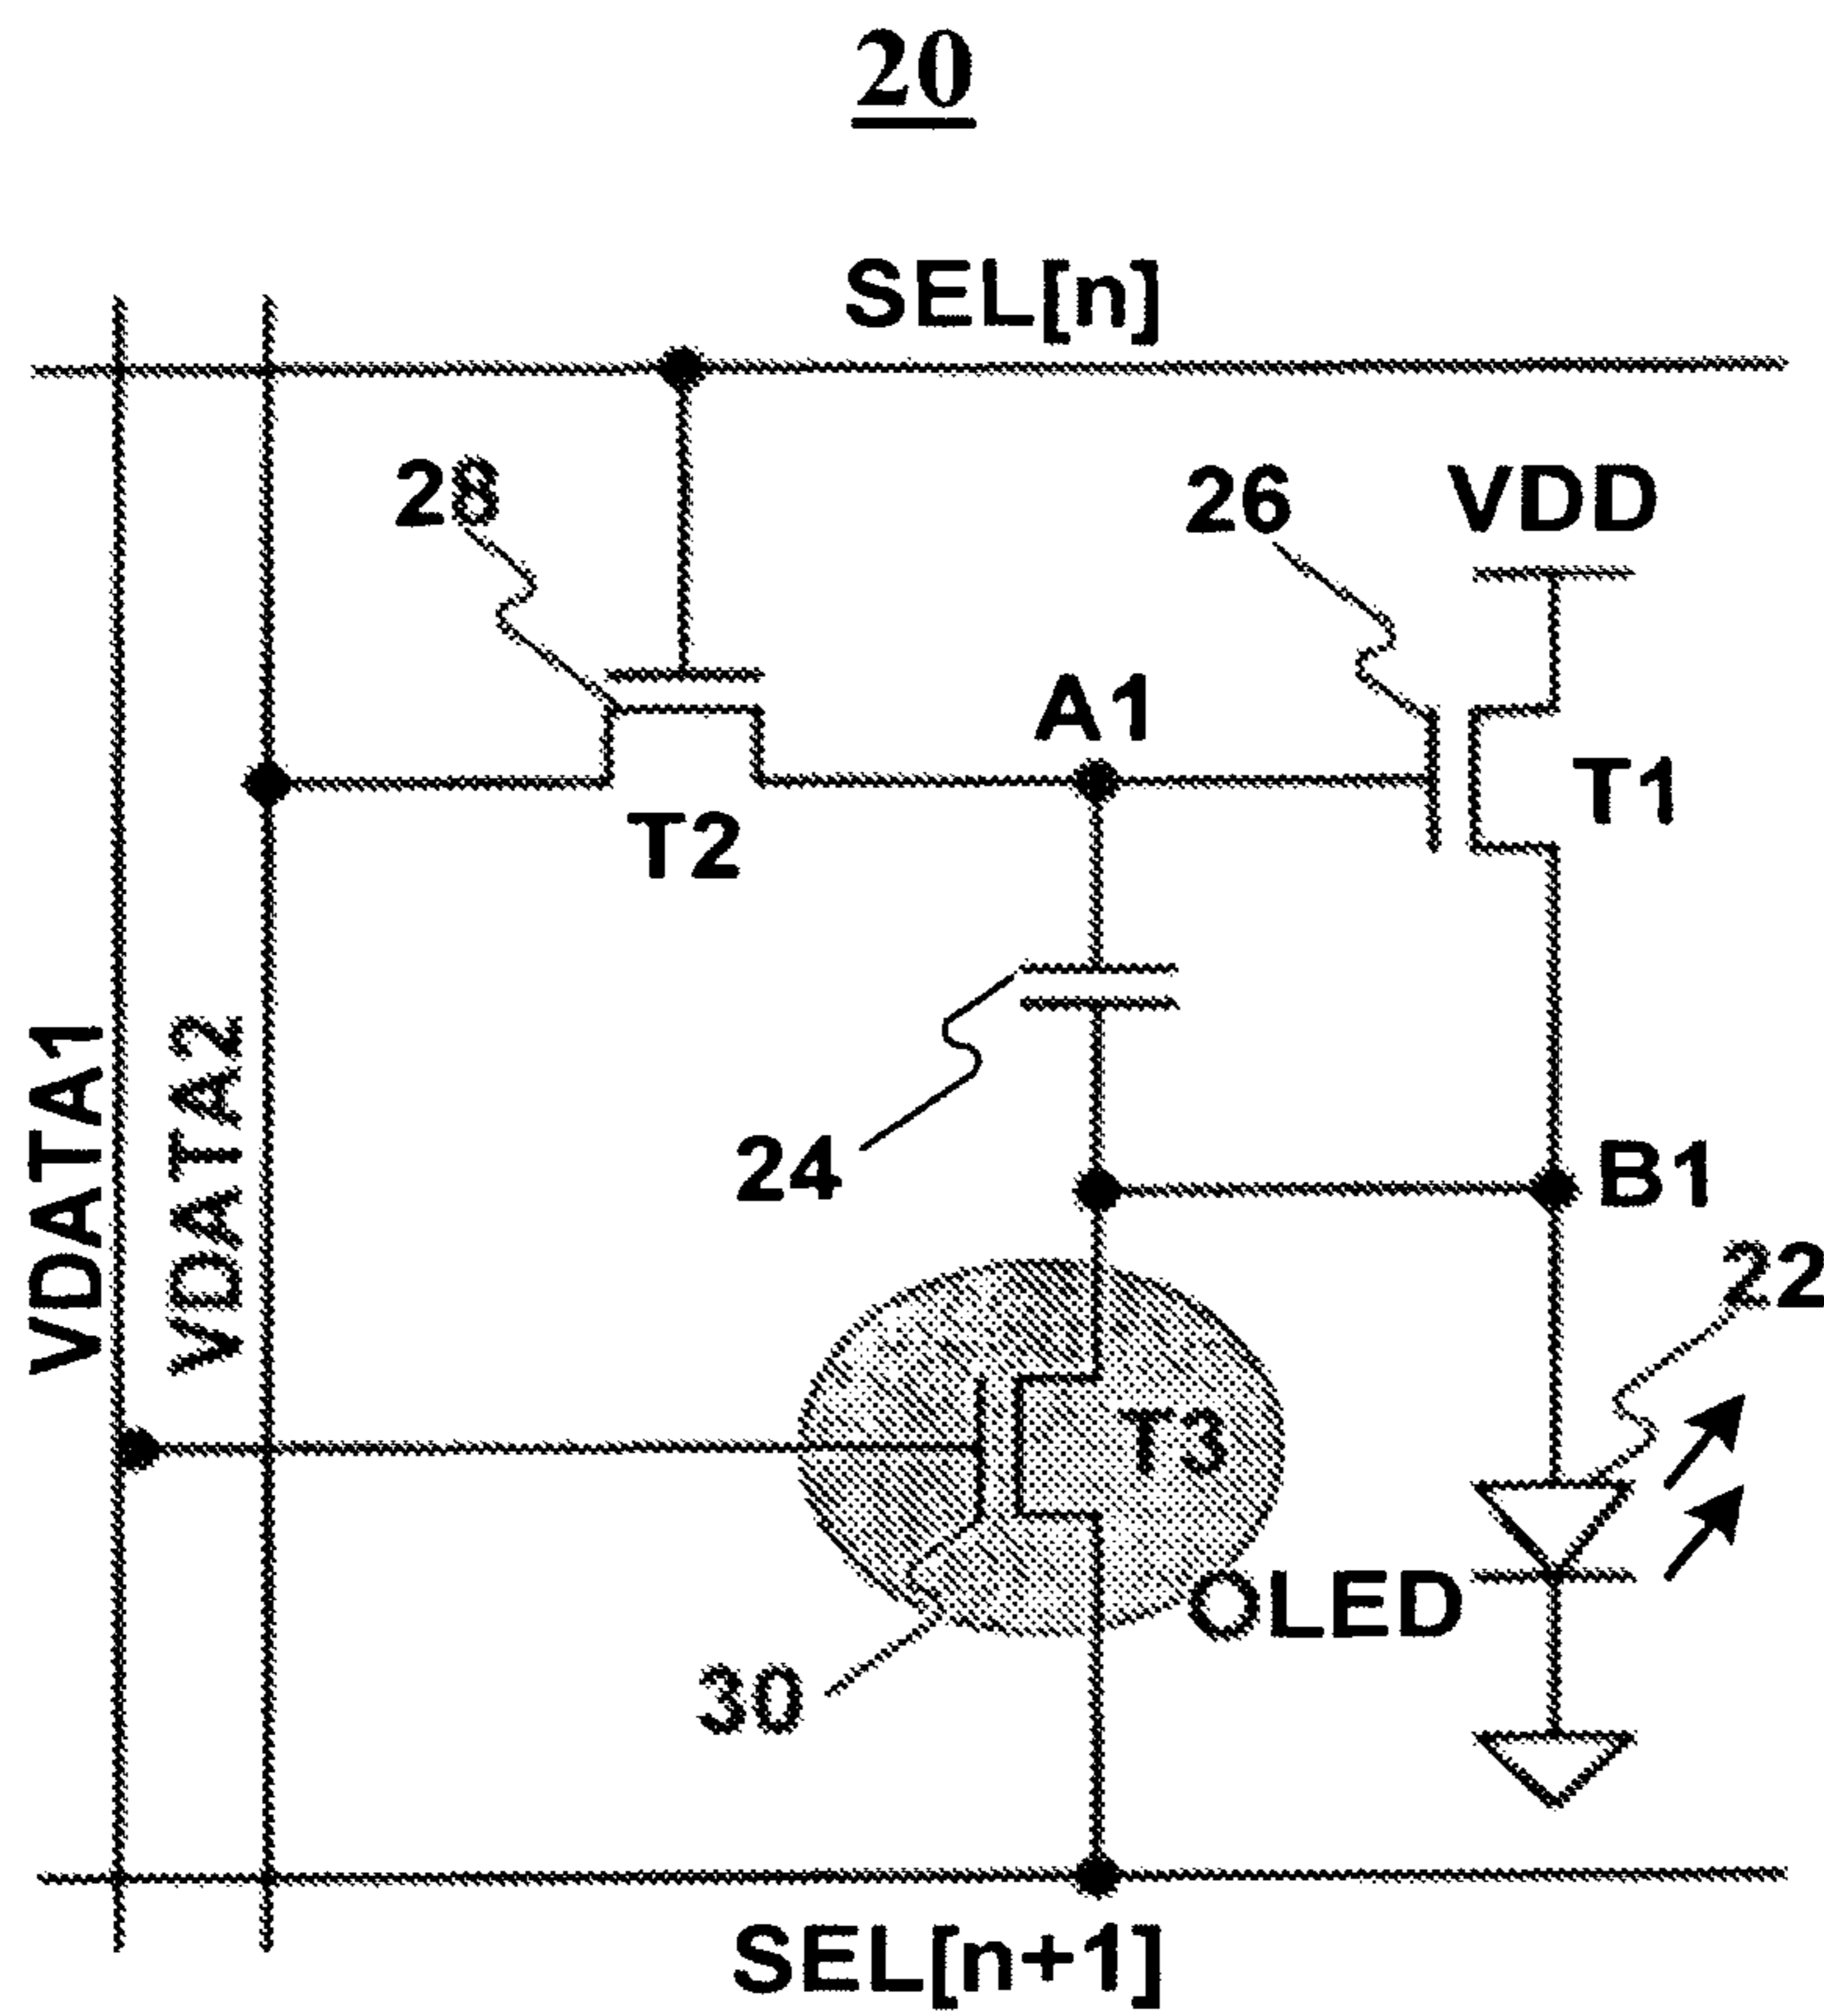 20
SEL[n]
28
26
VDD
A1
T1
T2
VDATA1
VDATA2
24
B1
22
T3
OLED
30
SEL[n+1]